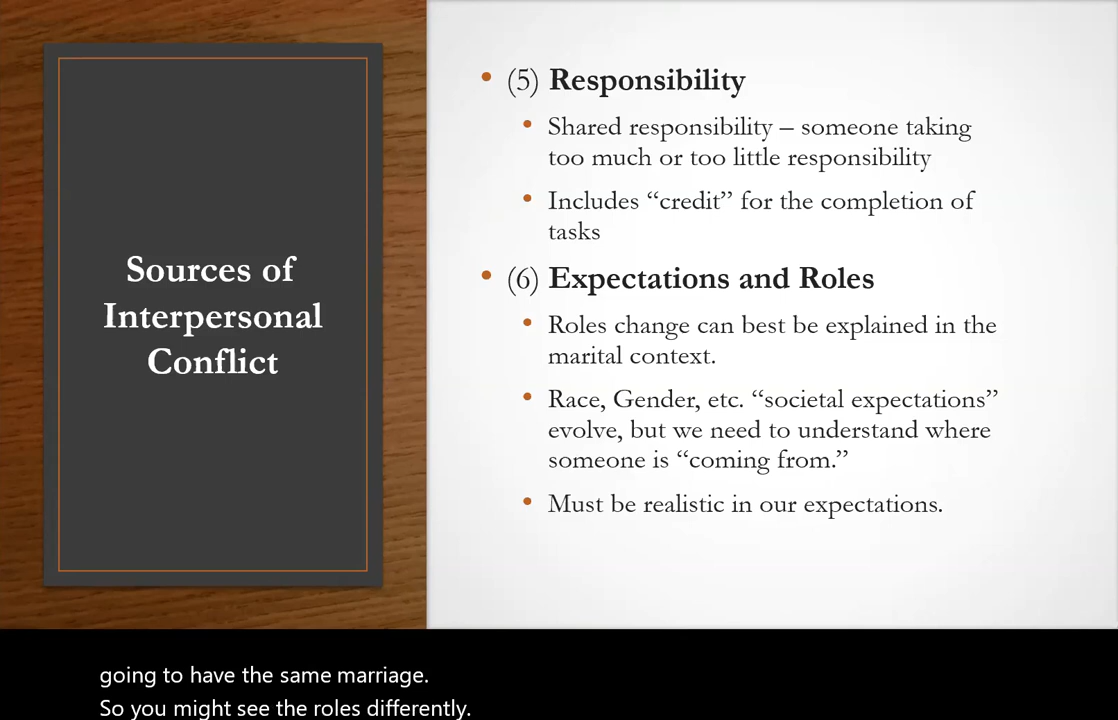 Sources of
Interpersonal
Conflict
• (5) Responsibility
• Shared responsibility – someone taking
too much or too little responsibility
• Includes “credit” for the completion of
tasks
• (6) Expectations and Roles
• Roles change can best be explained in the
marital context.
• Race, Gender, etc. “societal expectations”
evolve, but we need to understand where
someone is “coming from.”
• Must be realistic in our expectations.
going to have the same marriage.
So you might see the roles differently.